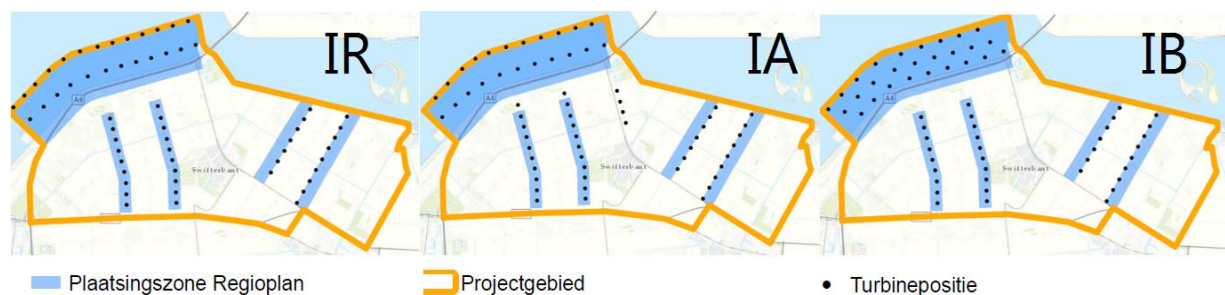 IR
A6
Swifterbant
IA
A6
Swifterbant
IB
A6
Swifterbant
Plaatsingszone Regioplan
Projectgebied
Turbinepositie